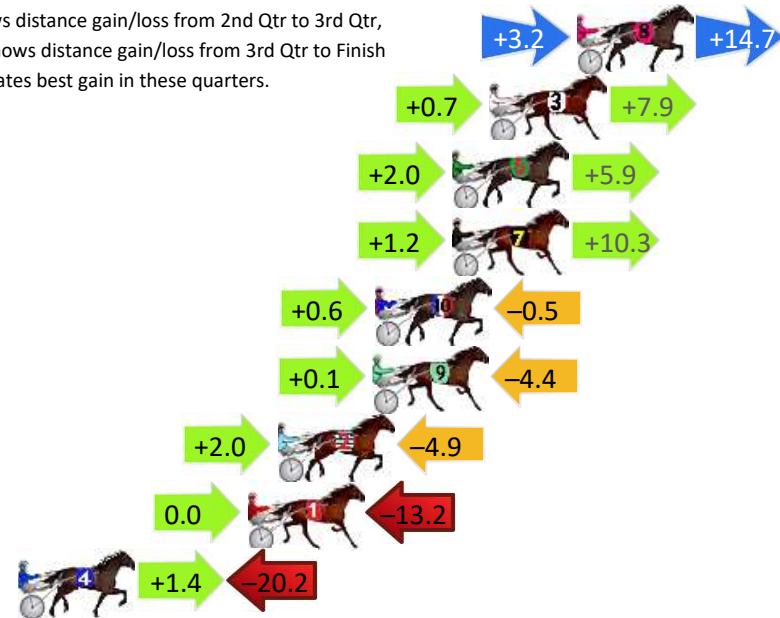 ws distance gain/loss from 2nd Qtr to 3rd Qtr,
hows distance gain/loss from 3rd Qtr to Finish
ates best gain in these quarters.
+3.2 8 +14.7
+0.7 3 +7.9
+2.0 +5.9
+1.2 7 +10.3
+0.6 10 –0.5
+0.1 9 –4.4
+2.0 2 –4.9
0.0 1 –13.2
4 +1.4 –20.2